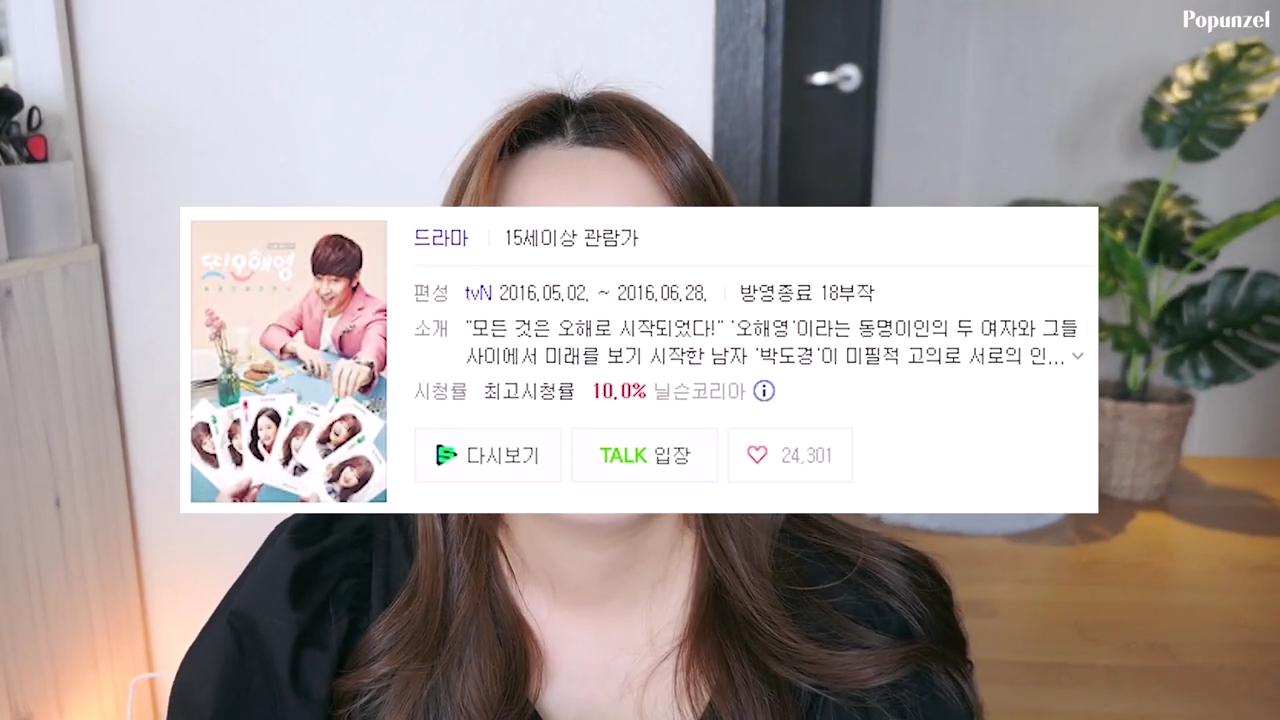 Popunzel
또! 오해영
드라마 15세이상 관람가
편성 tvN 2016.05.02. ~ 2016.06.28. 방영종료 18부작
소개 "모든 것은 오해로 시작되었다!" '오해영'이라는 동명이인의 두 여자와 그들
사이에서 미래를 보기 시작한 남자 '박도경'이 미필적 고의로 서로의 인...
시청률 최고시청률 10.0% 닐슨코리아
다시보기 TALK 입장 24,301